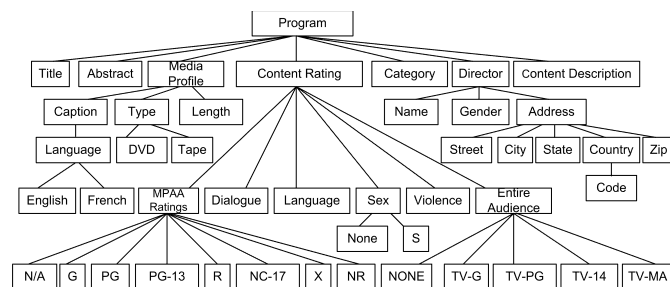 Program
Title Abstract Media Profile Content Rating Category Director Content Description
Caption Type Length Name Gender Address
Language DVD Tape Street City State Country Zip
Code
English French MPAA Ratings Dialogue Language Sex Violence Entire Audience
None S
N/A G PG PG-13 R NC-17 X NR NONE TV-G TV-PG TV-14 TV-MA